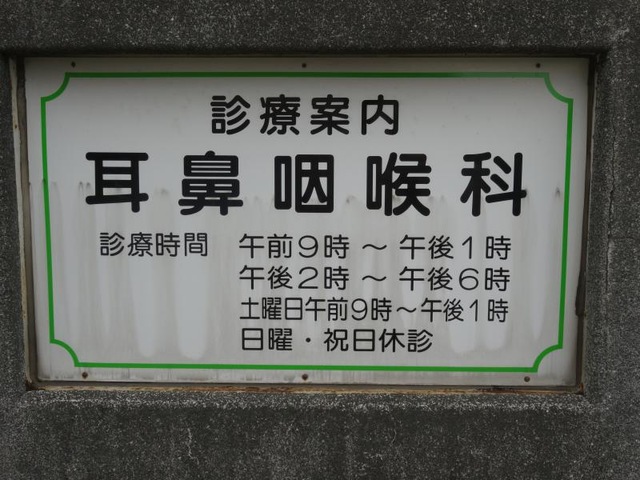 診療案内
耳鼻咽喉科
診療時間 午前9時 ～ 午後1時
午後2時 ～ 午後6時
土曜日午前9時～午後1時
日曜・祝日休診